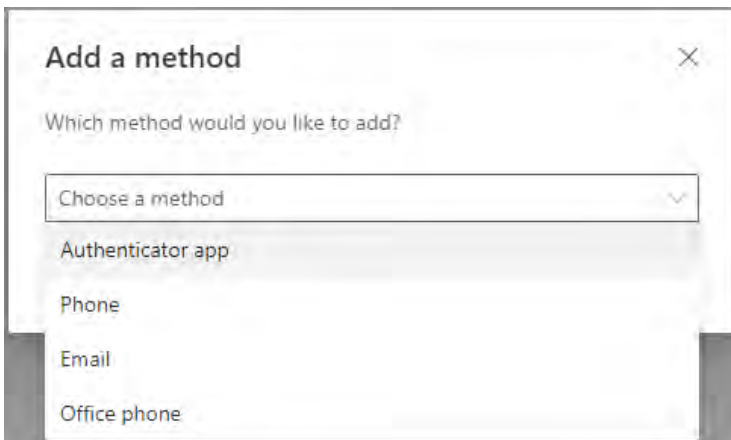 Add a method
Which method would you like to add?
Choose a method
Authenticator app
Phone
Email
Office phone